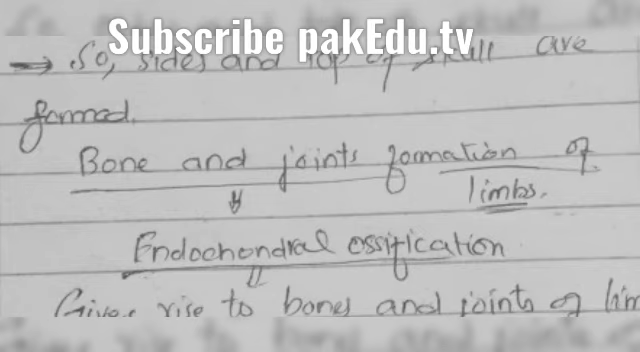 Subscribe pakEdu.tv
→ So, sides and top of skull are
formed.
Bone and joints formation of
limbs.
Endochondral ossification
Gives rise to bones and joints of lim